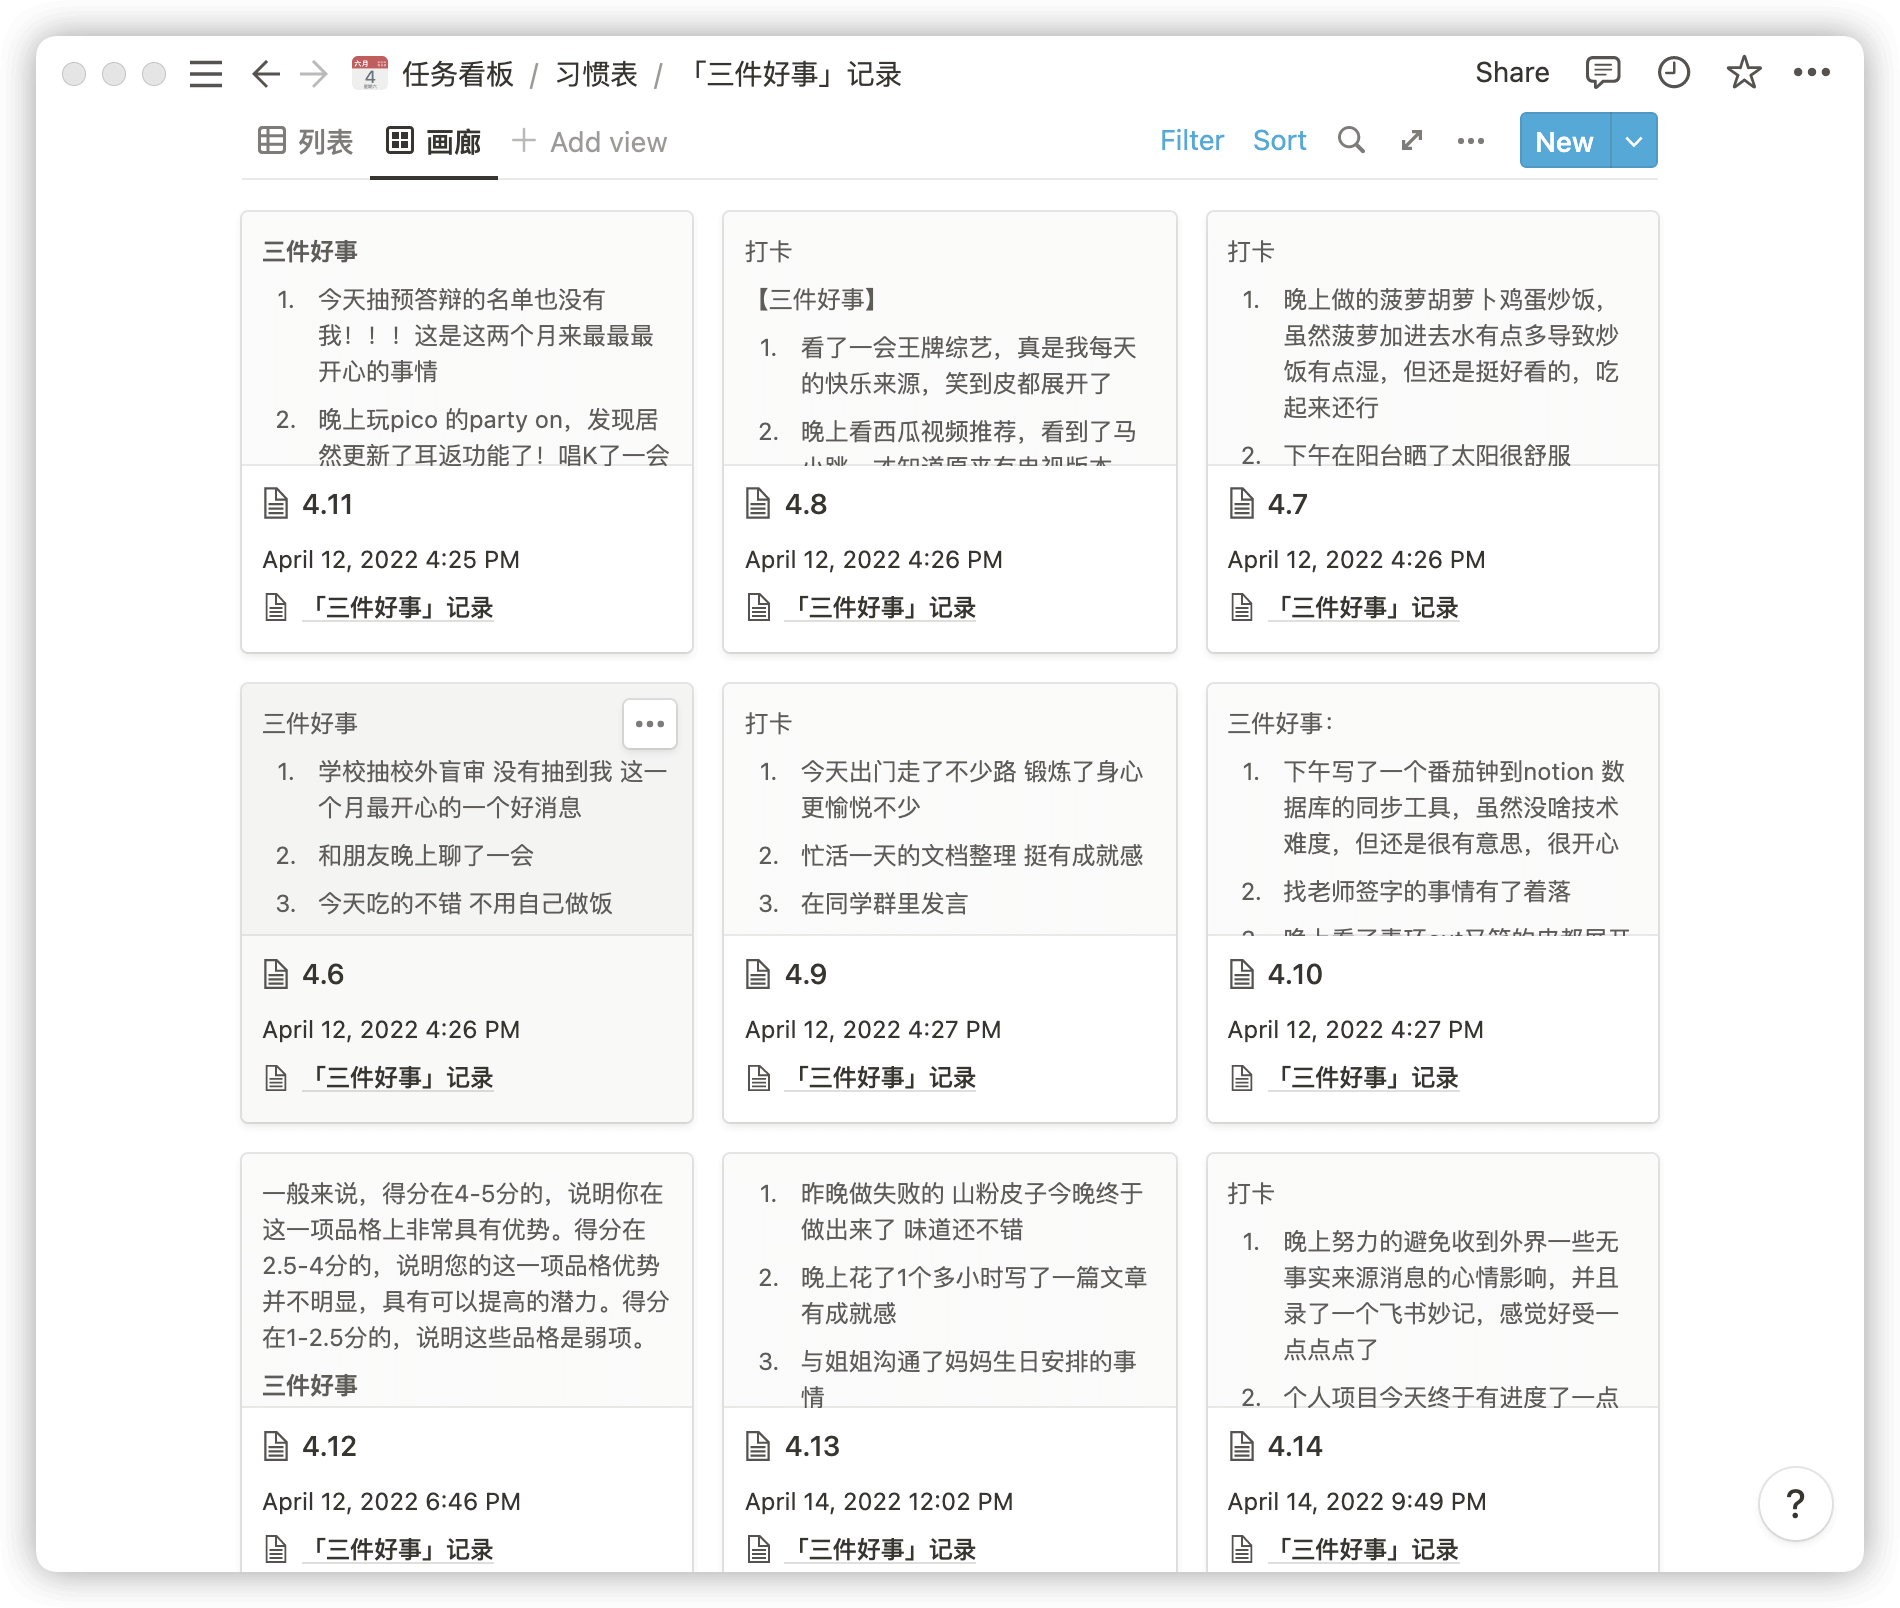 任务看板 / 习惯表 / 「三件好事」记录
Share
列表
画廊
Add view
Filter
Sort
New
三件好事
1. 今天抽预答辩的名单也没有
我！！！这是这两个月来最最最
开心的事情
2. 晚上玩pico 的party on，发现居
然更新了耳返功能了！唱K了一会
4.11
April 12, 2022 4:25 PM
「三件好事」记录
打卡
【三件好事】
1. 看了一会王牌综艺，真是我每天
的快乐来源，笑到皮都展开了
2. 晚上看西瓜视频推荐，看到了马
小跳，才知道原来有电视版本
4.8
April 12, 2022 4:26 PM
「三件好事」记录
打卡
1. 晚上做的菠萝胡萝卜鸡蛋炒饭，
虽然菠萝加进去水有点多导致炒
饭有点湿，但还是挺好看的，吃
起来还行
2. 下午在阳台晒了太阳很舒服
4.7
April 12, 2022 4:26 PM
「三件好事」记录
三件好事
1. 学校抽校外盲审 没有抽到我 这一
个月最开心的一个好消息
2. 和朋友晚上聊了一会
3. 今天吃的不错 不用自己做饭
4.6
April 12, 2022 4:26 PM
「三件好事」记录
打卡
1. 今天出门走了不少路 锻炼了身心
更愉悦不少
2. 忙活一天的文档整理 挺有成就感
3. 在同学群里发言
4.9
April 12, 2022 4:27 PM
「三件好事」记录
三件好事：
1. 下午写了一个番茄钟到notion 数
据库的同步工具，虽然没啥技术
难度，但还是很有意思，很开心
2. 找老师签字的事情有了着落
4.10
April 12, 2022 4:27 PM
「三件好事」记录
一般来说，得分在4-5分的，说明你在
这一项品格上非常具有优势。得分在
2.5-4分的，说明您的这一项品格优势
并不明显，具有可以提高的潜力。得分
在1-2.5分的，说明这些品格是弱项。
三件好事
4.12
April 12, 2022 6:46 PM
「三件好事」记录
1. 昨晚做失败的 山粉皮子今晚终于
做出来了 味道还不错
2. 晚上花了1个多小时写了一篇文章
有成就感
3. 与姐姐沟通了妈妈生日安排的事
情
4.13
April 14, 2022 12:02 PM
「三件好事」记录
打卡
1. 晚上努力的避免收到外界一些无
事实来源消息的心情影响，并且
录了一个飞书妙记，感觉好受一
点点点了
2. 个人项目今天终于有进度了一点
4.14
April 14, 2022 9:49 PM
「三件好事」记录
?